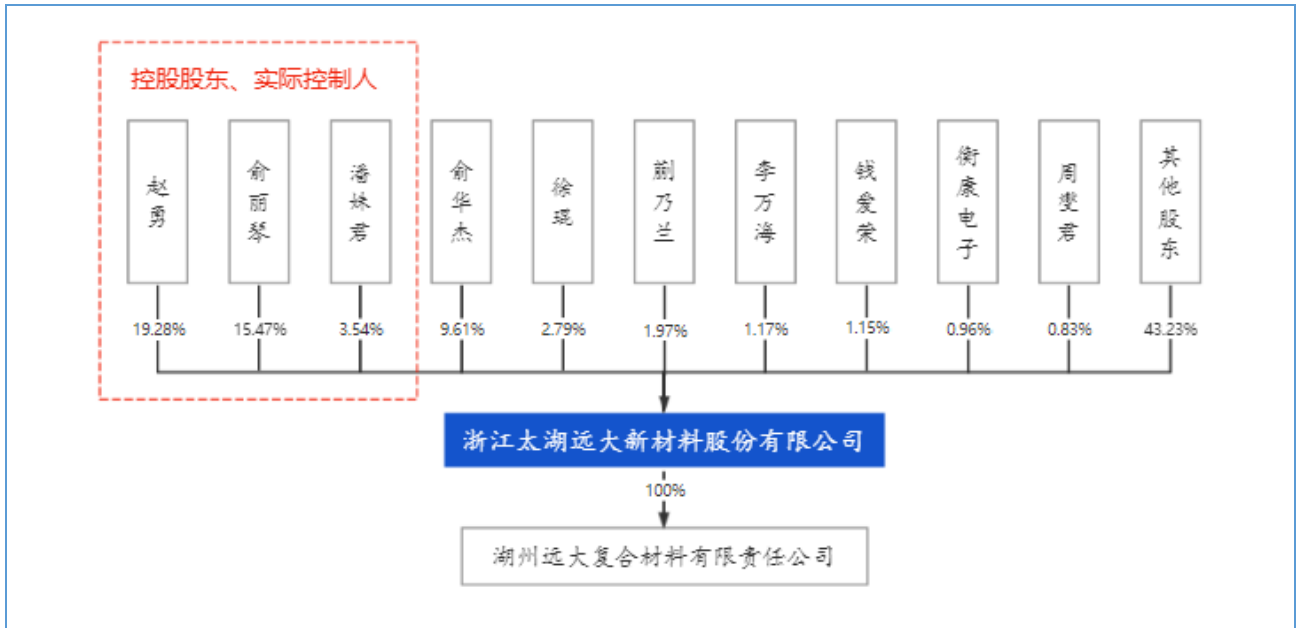 控股股东、实际控制人
赵勇
俞丽琴
潘姝君
俞华杰
徐琨
蒯乃兰
李万海
钱爱荣
衡康电子
周燮君
其他股东
19.28%
15.47%
3.54%
9.61%
2.79%
1.97%
1.17%
1.15%
0.96%
0.83%
43.23%
浙江太湖远大新材料股份有限公司
100%
湖州远大复合材料有限责任公司